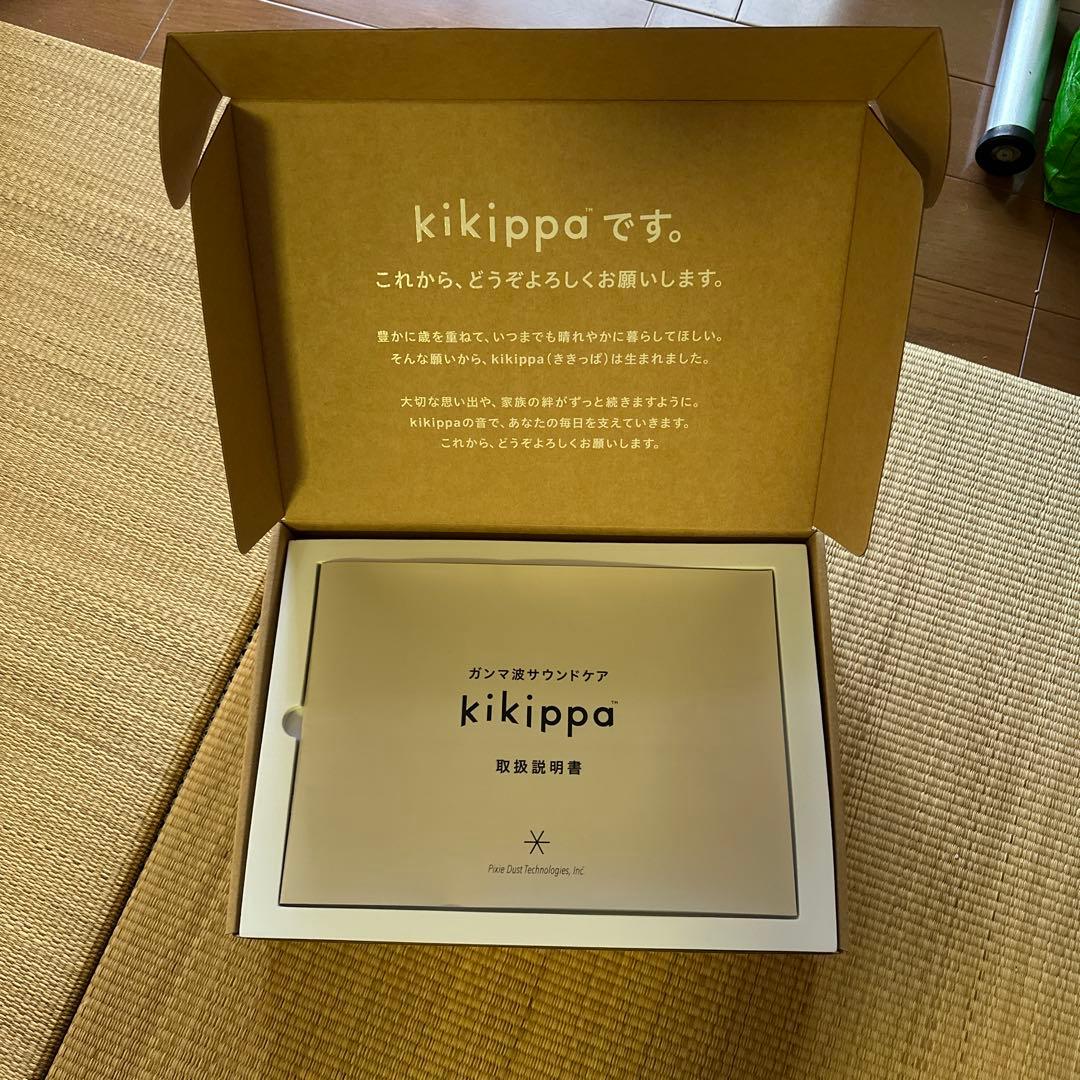 kikippa™です。
これから、どうぞよろしくお願いします。
豊かに歳を重ねて、いつまでも晴れやかに暮らしてほしい。
そんな願いから、kikippa(ききっぱ)は生まれました。
大切な思い出や、家族の絆がずっと続きますように。
kikippaの音で、あなたの毎日を支えていきます。
これから、どうぞよろしくお願いします。
ガンマ波サウンドケア
kikippa™
取扱説明書
Pixie Dust Technologies, Inc.